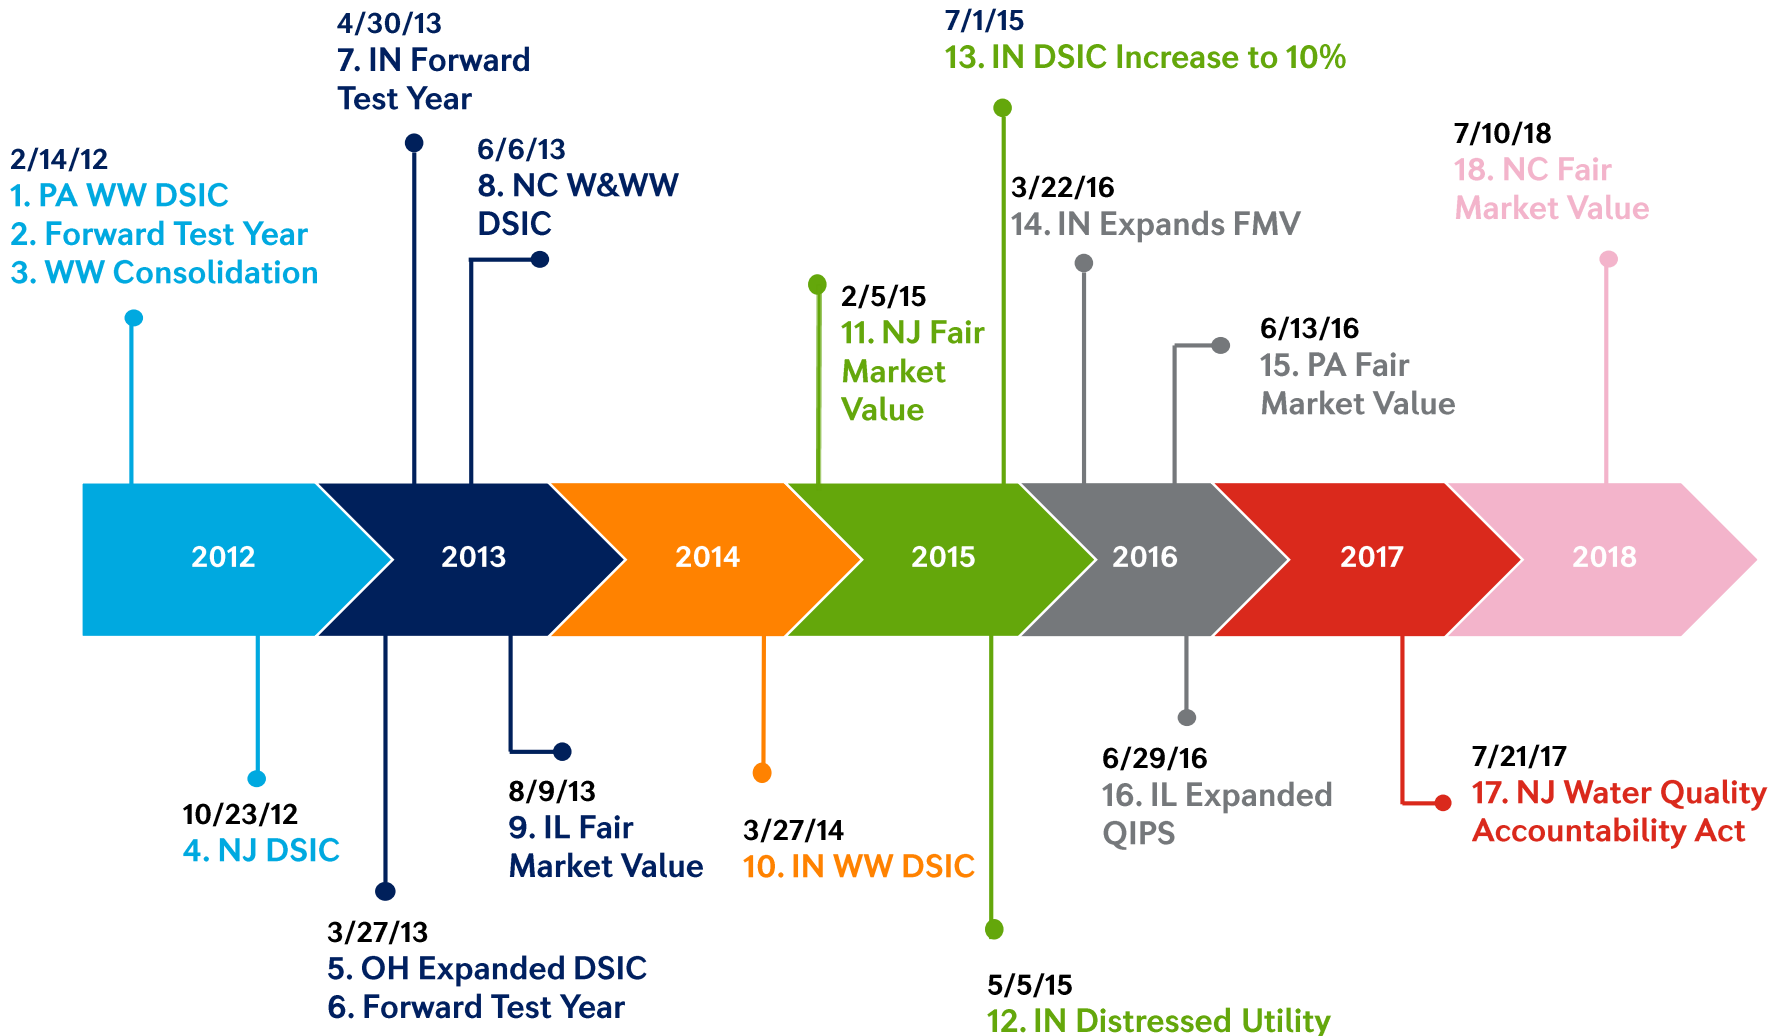 4/30/13
7. IN Forward
Test Year
7/1/15
13. IN DSIC Increase to 10%
2/14/12
1. PA WW DSIC
2. Forward Test Year
3. WW Consolidation
6/6/13
8. NC W&WW
DSIC
3/22/16
14. IN Expands FMV
7/10/18
18. NC Fair
Market Value
2/5/15
11. NJ Fair
Market
Value
6/13/16
15. PA Fair
Market Value
2012
2013
2014
2015
2016
2017
2018
10/23/12
4. NJ DSIC
3/27/13
5. OH Expanded DSIC
6. Forward Test Year
8/9/13
9. IL Fair
Market Value
3/27/14
10. IN WW DSIC
5/5/15
12. IN Distressed Utility
6/29/16
16. IL Expanded
QIPS
7/21/17
17. NJ Water Quality
Accountability Act